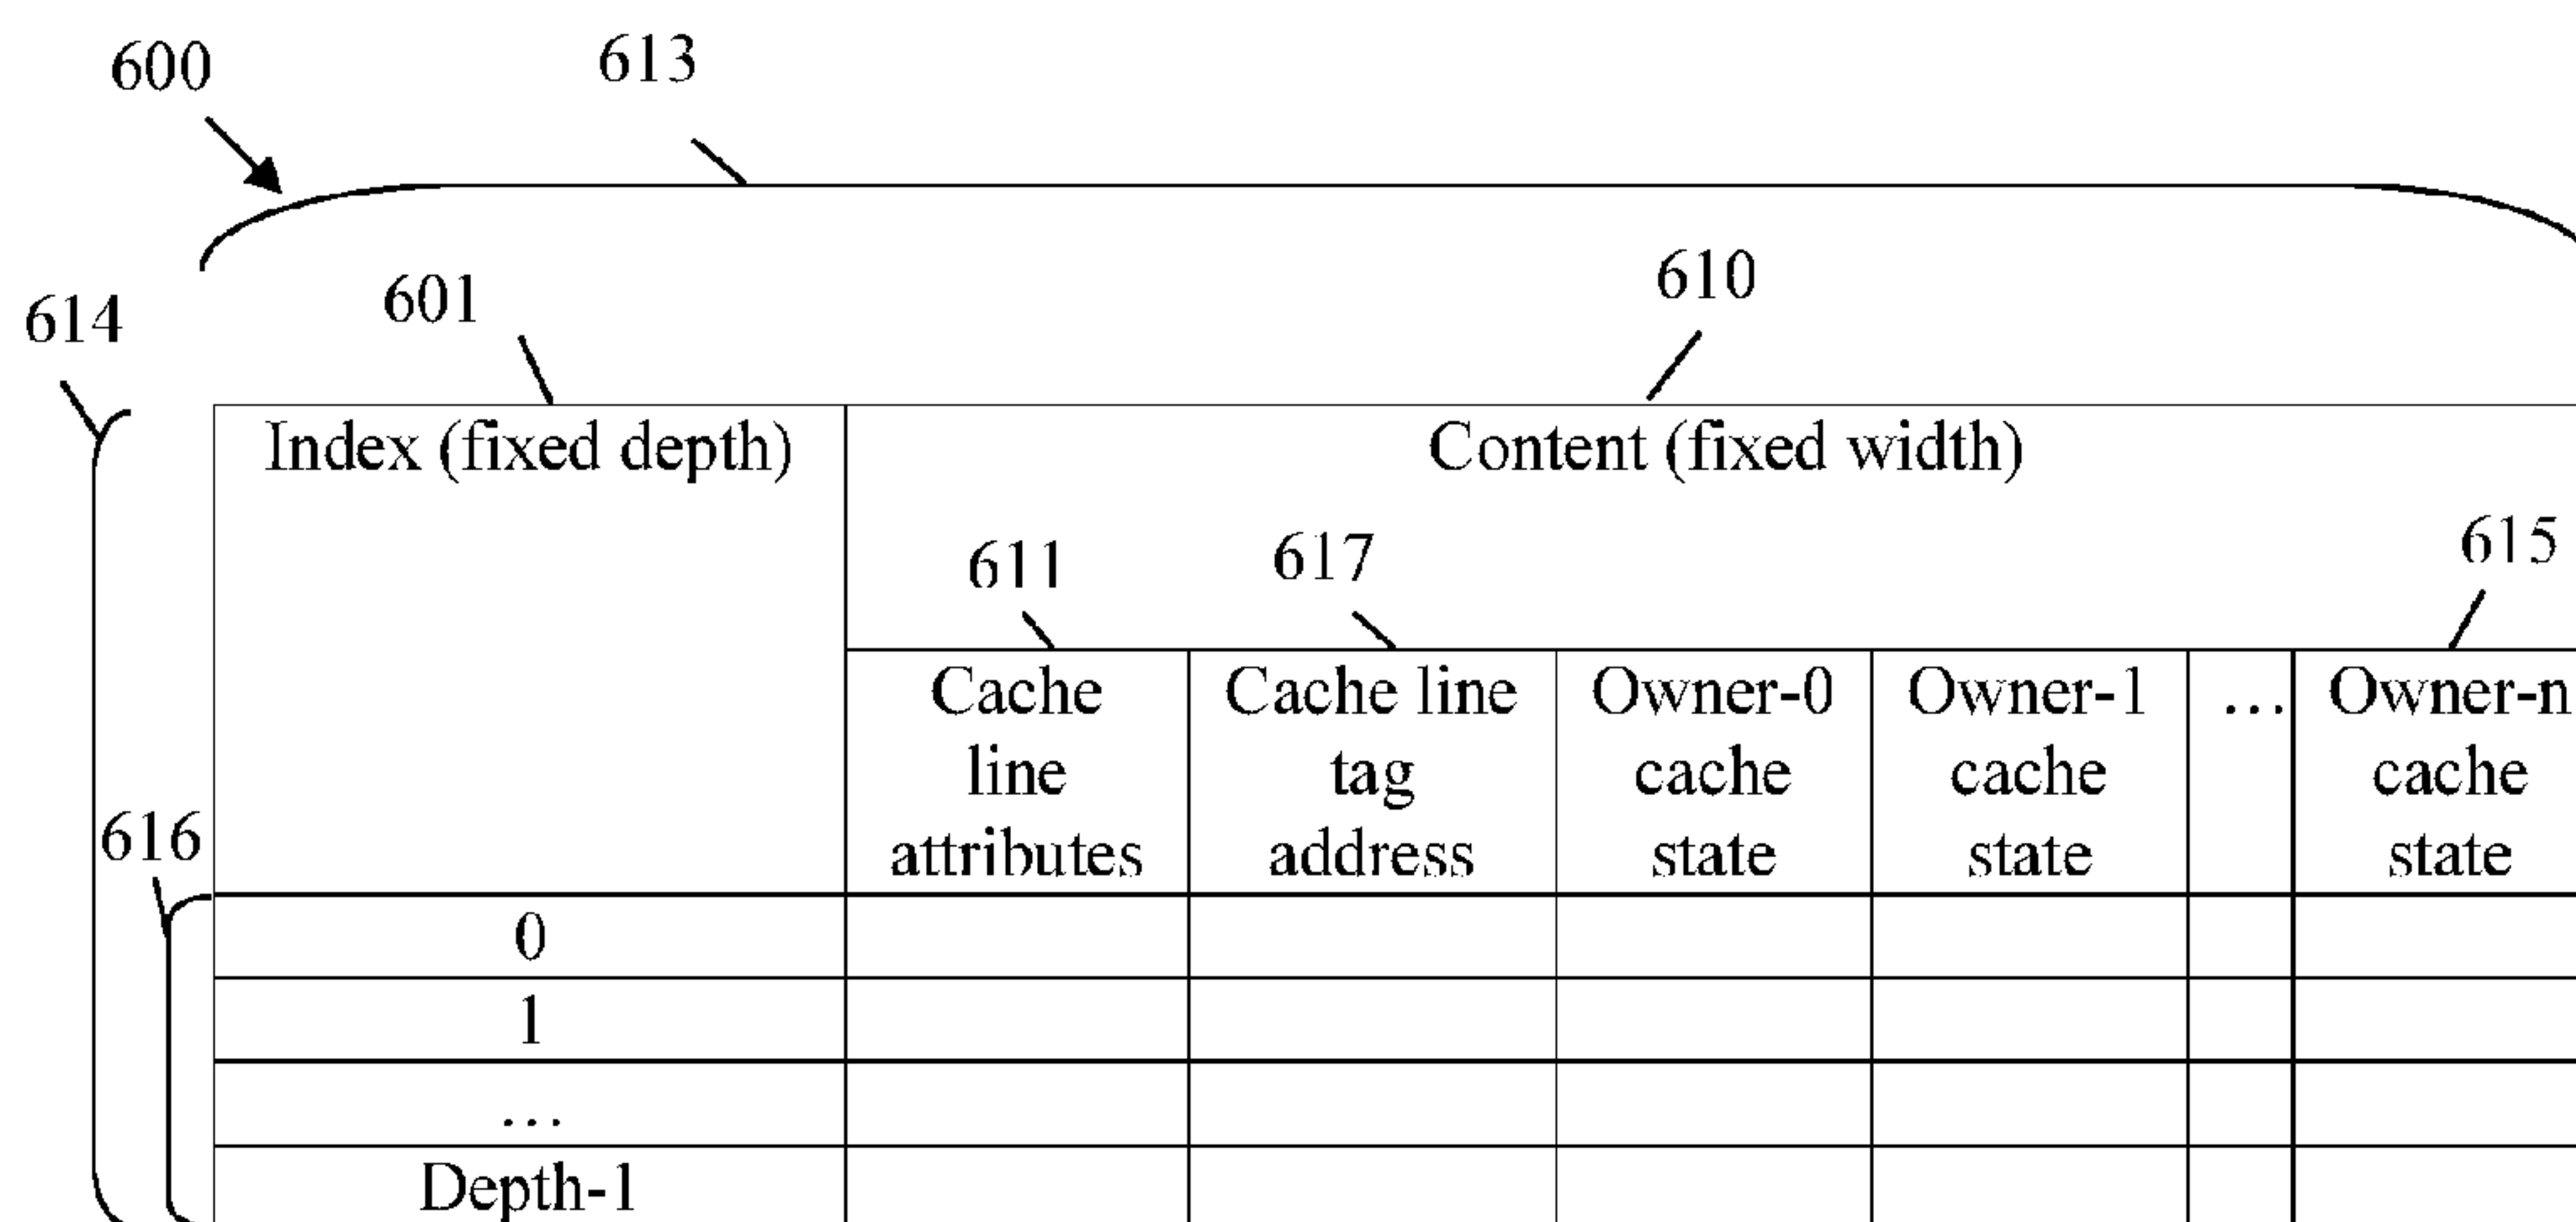 600
613
614
601
610
Index (fixed depth)
Content (fixed width)
611
617
615
Cache
line
attributes
Cache line
tag
address
Owner-0
cache
state
Owner-1
cache
state
...
Owner-n
cache
state
616
0
1
...
Depth-1